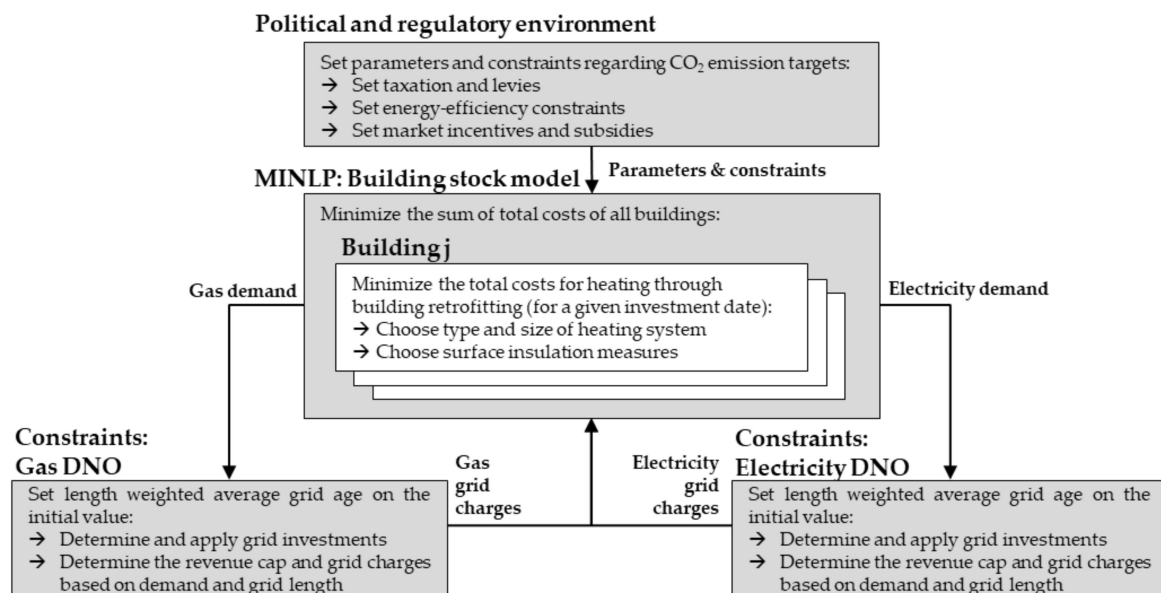 Political and regulatory environment
Set parameters and constraints regarding CO₂ emission targets:
→ Set taxation and levies
→ Set energy-efficiency constraints
→ Set market incentives and subsidies
Parameters & constraints
MINLP: Building stock model
Minimize the sum of total costs of all buildings:
Building j
Minimize the total costs for heating through
building retrofitting (for a given investment date):
→ Choose type and size of heating system
→ Choose surface insulation measures
Gas demand
Electricity demand
Constraints:
Gas DNO
Set length weighted average grid age on the
initial value:
→ Determine and apply grid investments
→ Determine the revenue cap and grid charges
based on demand and grid length
Gas
grid
charges
Electricity
grid
charges
Constraints:
Electricity DNO
Set length weighted average grid age on the
initial value:
→ Determine and apply grid investments
→ Determine the revenue cap and grid charges
based on demand and grid length